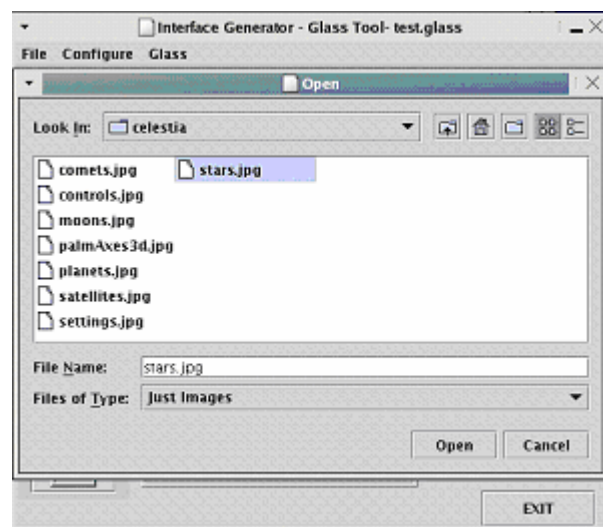 Interface Generator - Glass Tool- test.glass
File Configure Glass
Open
Look In: celestia
comets.jpg stars.jpg
controls.jpg
moons.jpg
palmAxes3d.jpg
planets.jpg
satellites.jpg
settings.jpg
File Name: stars.jpg
Files of Type: Just Images
Open Cancel
EXIT